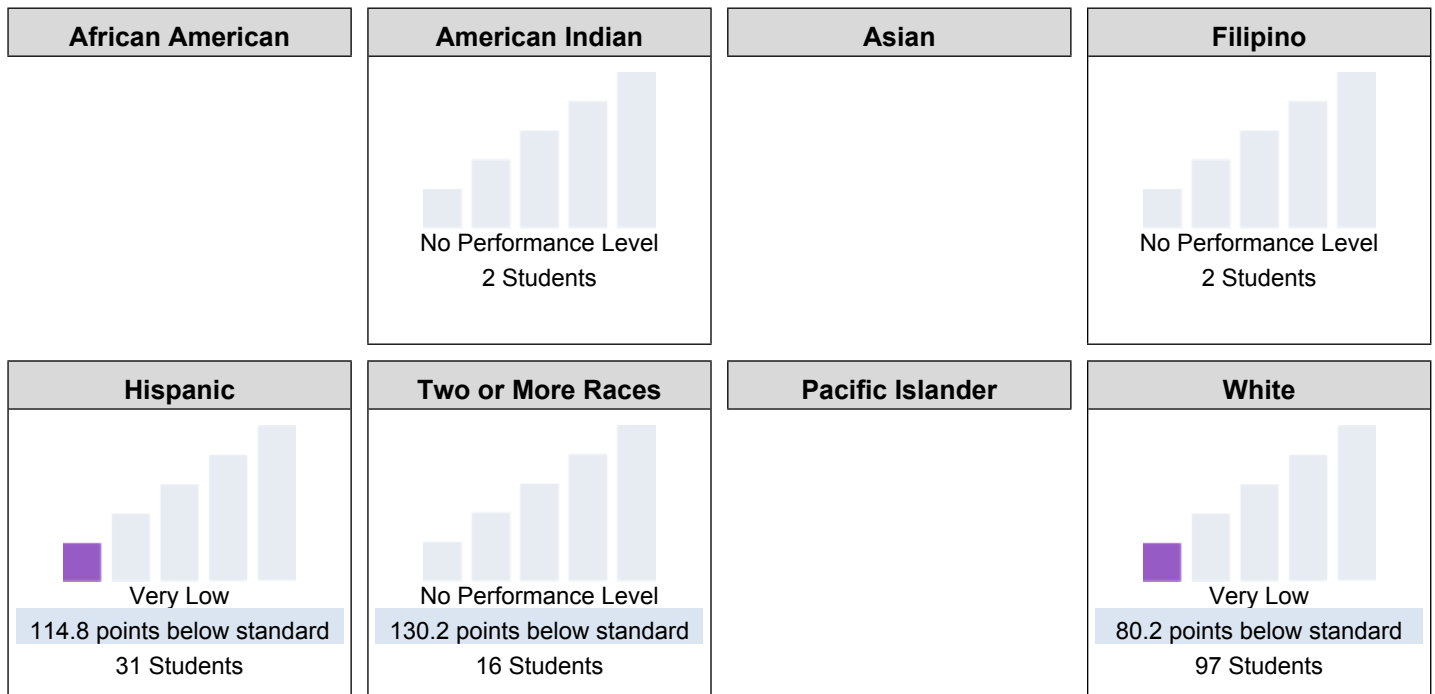 African American
American Indian
Asian
Filipino
No Performance Level
2 Students
No Performance Level
2 Students
Hispanic
Two or More Races
Pacific Islander
White
Very Low
114.8 points below standard
31 Students
No Performance Level
130.2 points below standard
16 Students
Very Low
80.2 points below standard
97 Students